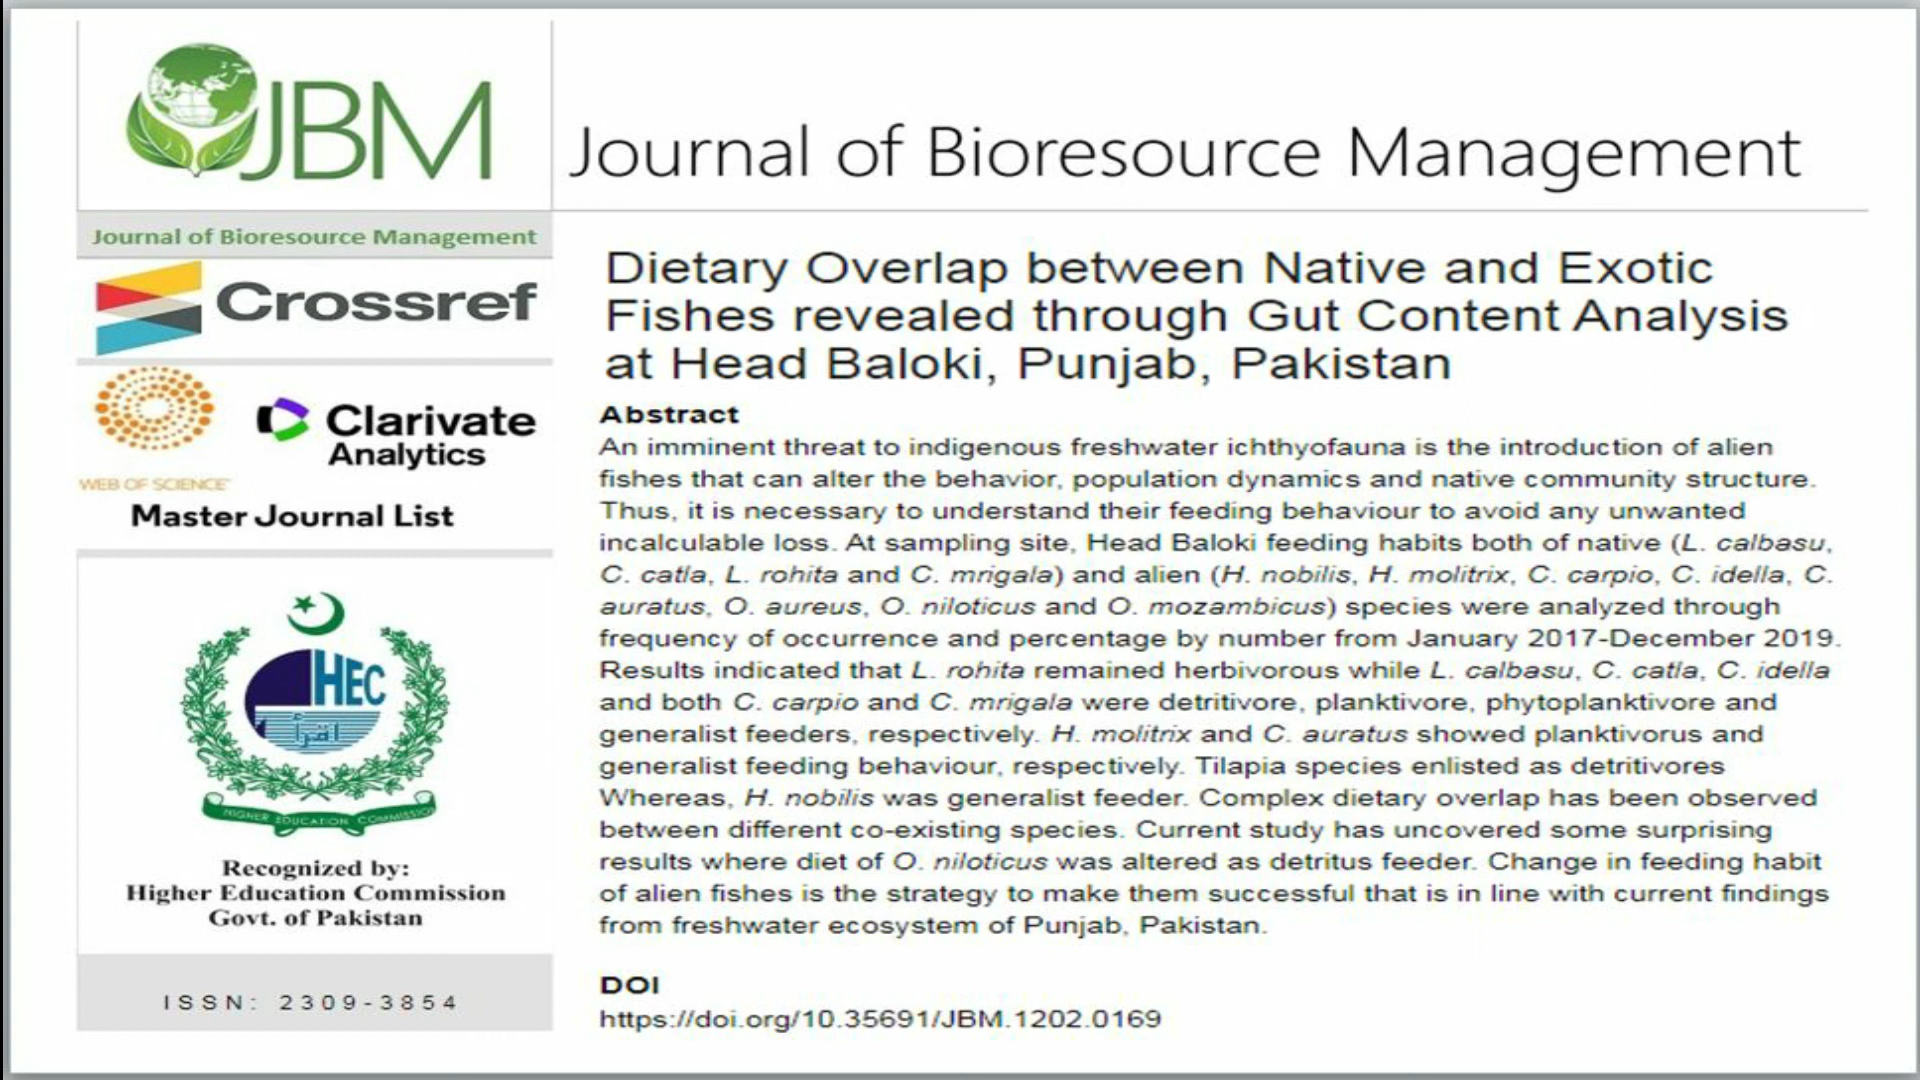 JBM
Journal of Bioresource Management
Journal of Bioresource Management
Crossref
WEB OF SCIENCE™
Clarivate
Analytics
Master Journal List
HEC
اقرأ
HIGHER EDUCATION COMMISSION
Recognized by:
Higher Education Commission
Govt. of Pakistan
ISSN: 2309-3854
Dietary Overlap between Native and Exotic
Fishes revealed through Gut Content Analysis
at Head Baloki, Punjab, Pakistan
Abstract
An imminent threat to indigenous freshwater ichthyofauna is the introduction of alien
fishes that can alter the behavior, population dynamics and native community structure.
Thus, it is necessary to understand their feeding behaviour to avoid any unwanted
incalculable loss. At sampling site, Head Baloki feeding habits both of native (L. calbasu,
C. catla, L. rohita and C. mrigala) and alien (H. nobilis, H. molitrix, C. carpio, C. idella, C.
auratus, O. aureus, O. niloticus and O. mozambicus) species were analyzed through
frequency of occurrence and percentage by number from January 2017-December 2019.
Results indicated that L. rohita remained herbivorous while L. calbasu, C. catla, C. idella
and both C. carpio and C. mrigala were detritivore, planktivore, phytoplanktivore and
generalist feeders, respectively. H. molitrix and C. auratus showed planktivorus and
generalist feeding behaviour, respectively. Tilapia species enlisted as detritivores
Whereas, H. nobilis was generalist feeder. Complex dietary overlap has been observed
between different co-existing species. Current study has uncovered some surprising
results where diet of O. niloticus was altered as detritus feeder. Change in feeding habit
of alien fishes is the strategy to make them successful that is in line with current findings
from freshwater ecosystem of Punjab, Pakistan.
DOI
https://doi.org/10.35691/JBM.1202.0169